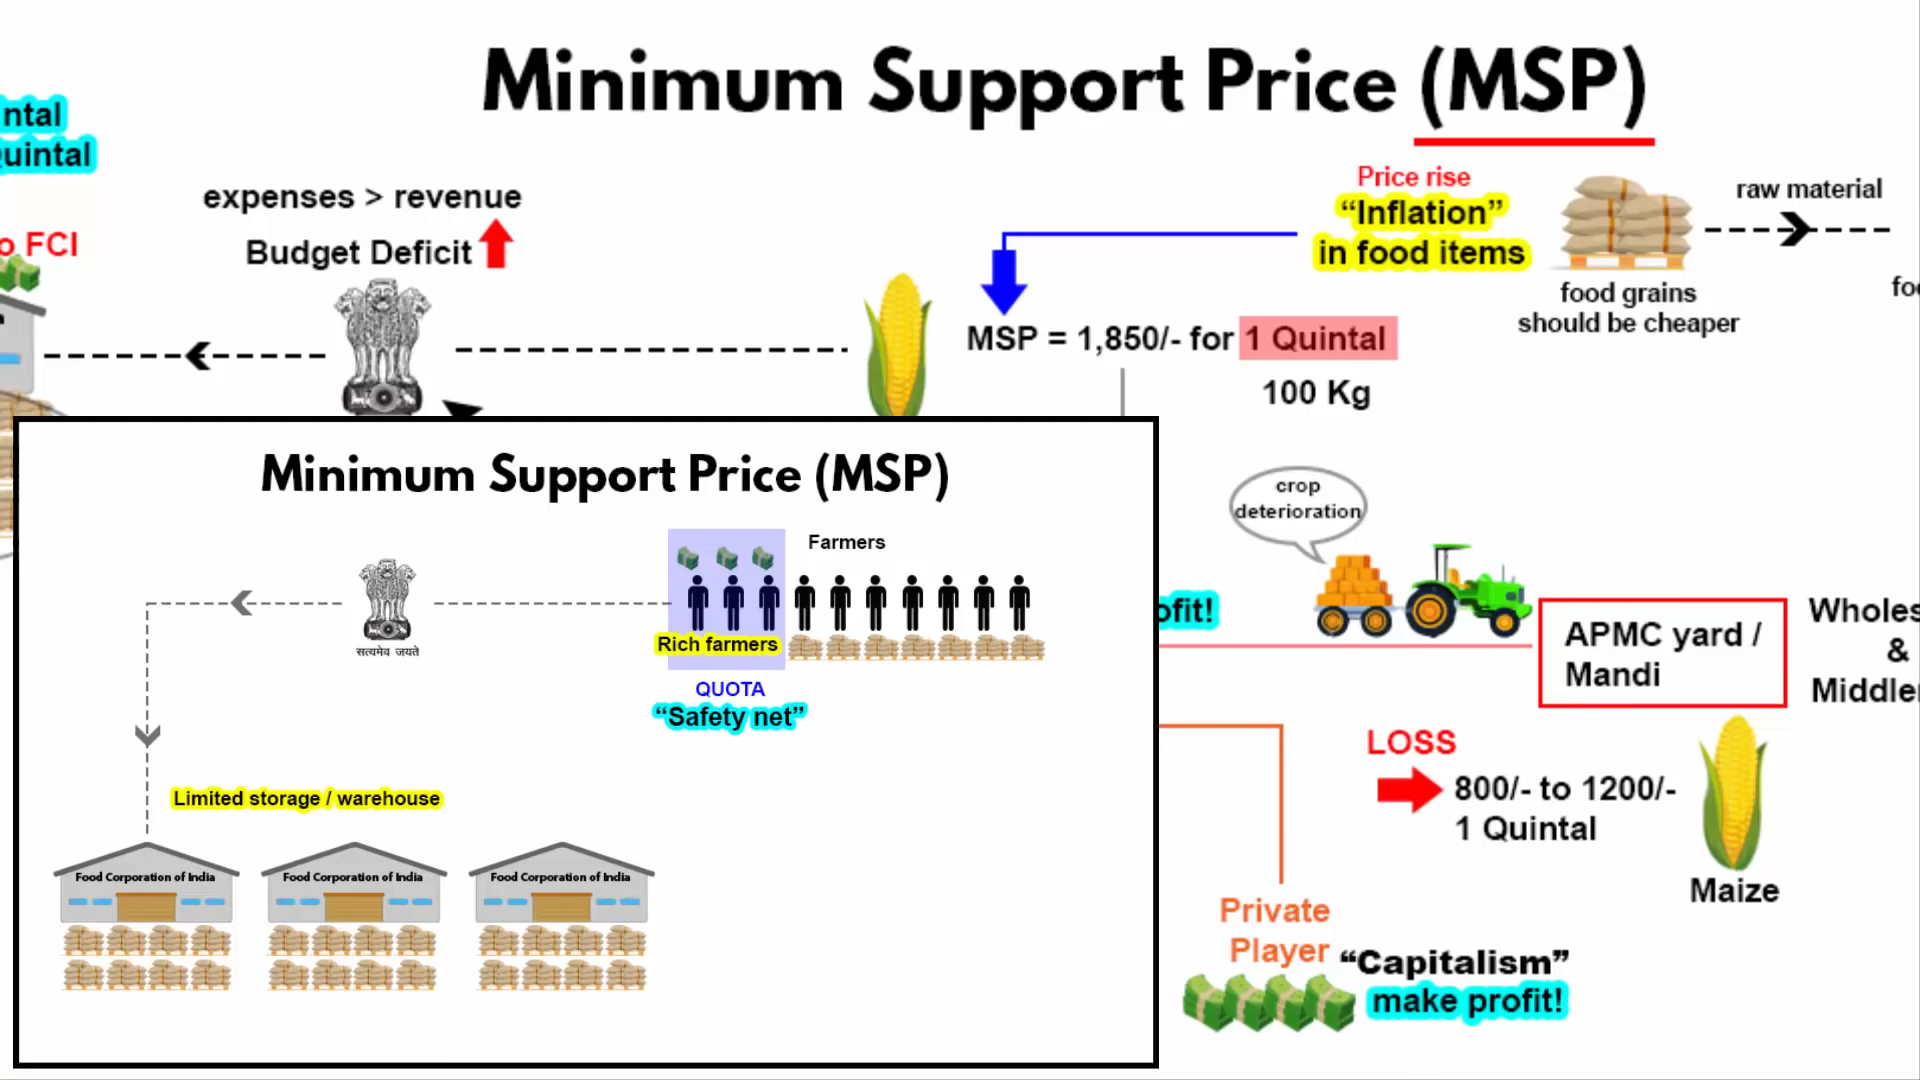 Minimum Support Price (MSP)
ntal
uintal
o FCI
expenses > revenue
Budget Deficit
Price rise
“Inflation”
in food items
raw material
food grains
should be cheaper
foo
MSP = 1,850/- for 1 Quintal
100 Kg
crop
deterioration
ofit!
APMC yard /
Mandi
Wholes
&
Middle
LOSS
800/- to 1200/-
1 Quintal
Maize
Private
Player
“Capitalism”
make profit!
Minimum Support Price (MSP)
Farmers
Rich farmers
QUOTA
“Safety net”
सत्यमेव जयते
Limited storage / warehouse
Food Corporation of India
Food Corporation of India
Food Corporation of India